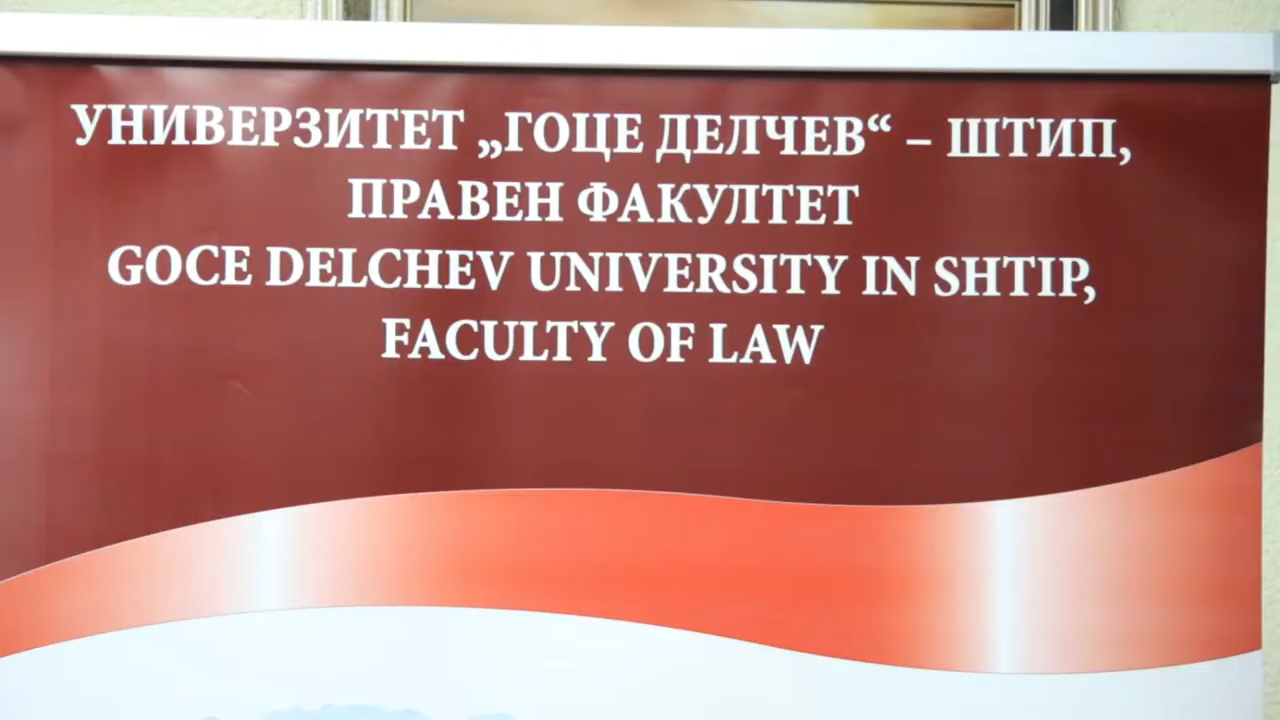 УНИВЕРЗИТЕТ „ГОЦЕ ДЕЛЧЕВ“ – ШТИП,
ПРАВЕН ФАКУЛТЕТ
GOCE DELCHEV UNIVERSITY IN SHTIP,
FACULTY OF LAW